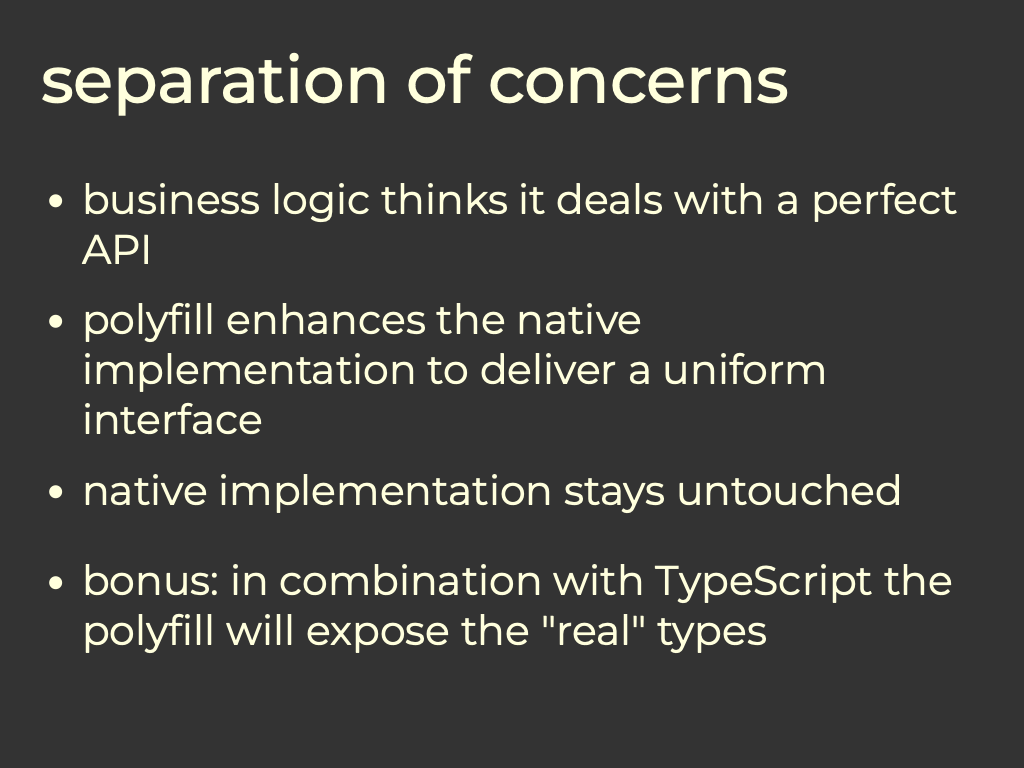 separation of concerns
• business logic thinks it deals with a perfect
API
• polyfill enhances the native
implementation to deliver a uniform
interface
• native implementation stays untouched
• bonus: in combination with TypeScript the
polyfill will expose the "real" types